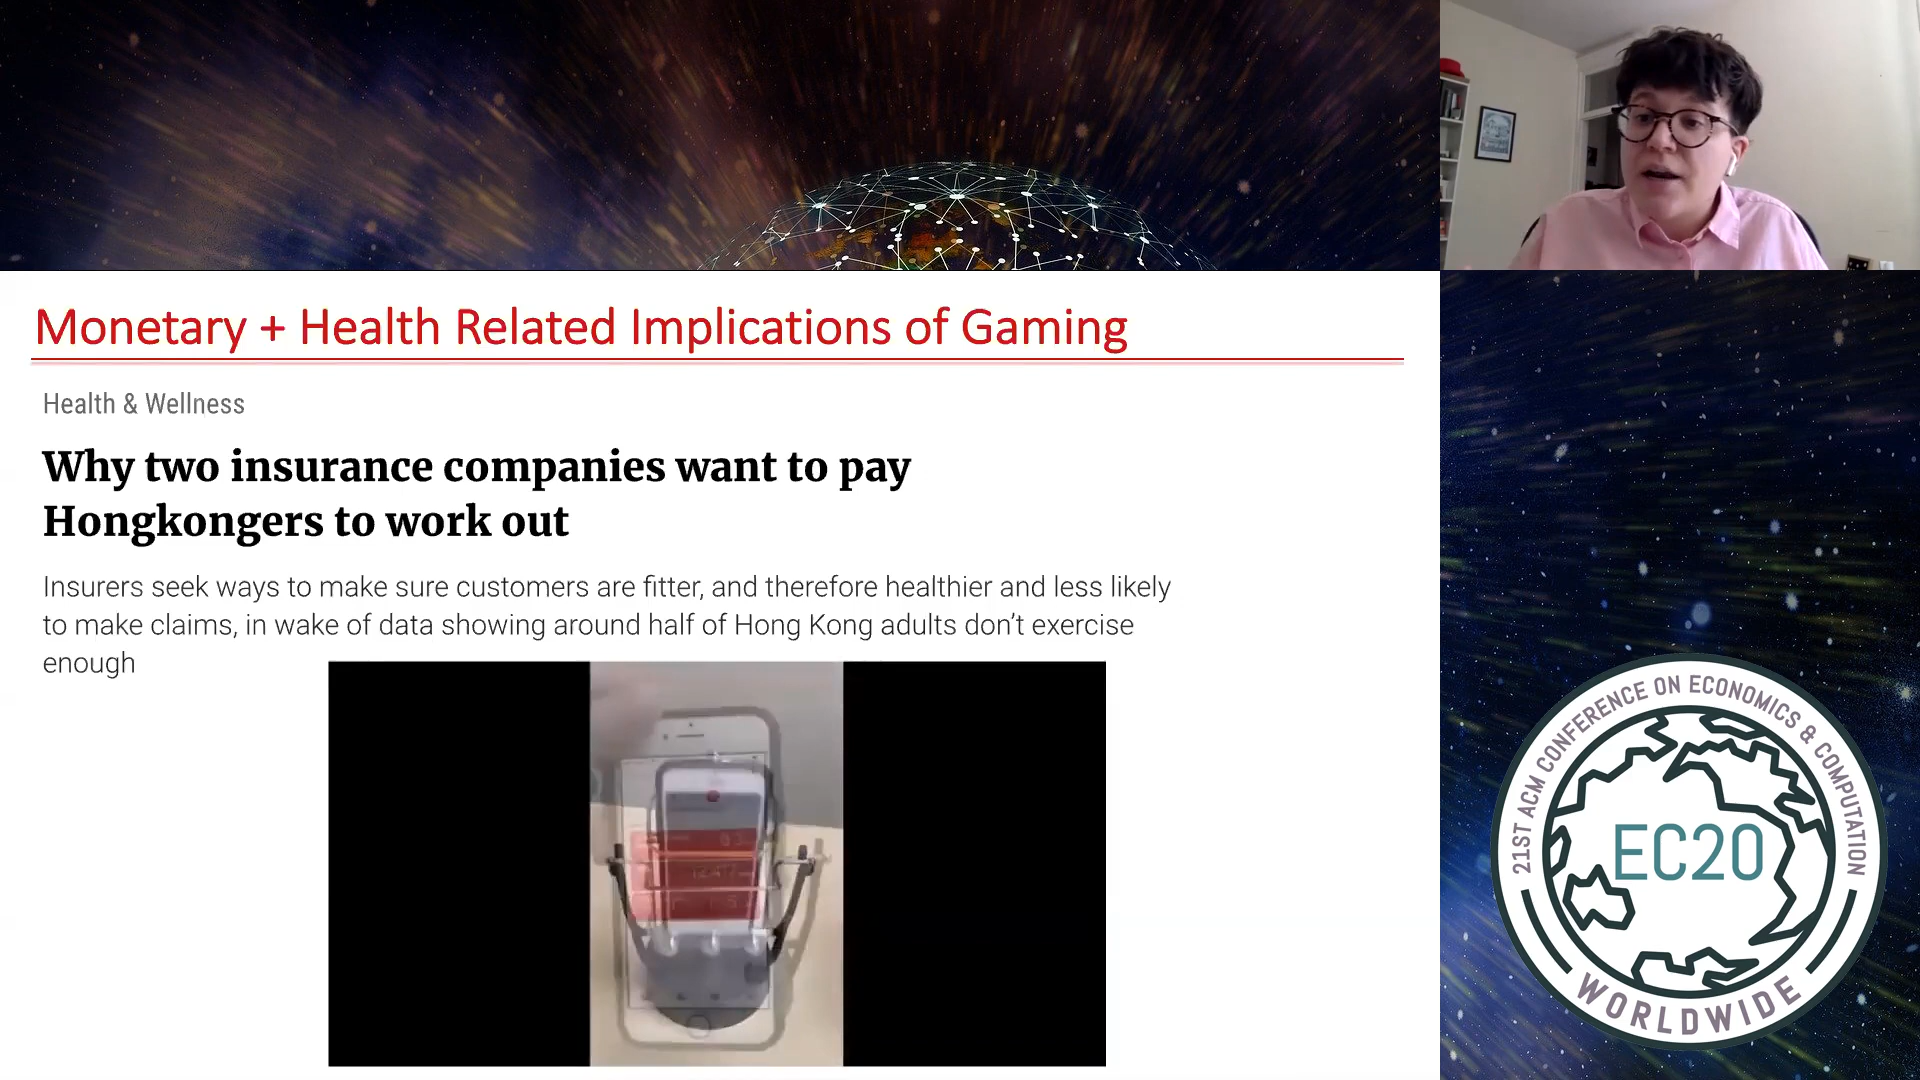 Monetary + Health Related Implications of Gaming
Health & Wellness
Why two insurance companies want to pay
Hongkongers to work out
Insurers seek ways to make sure customers are fitter, and therefore healthier and less likely
to make claims, in wake of data showing around half of Hong Kong adults don’t exercise
enough
21ST ACM CONFERENCE ON ECONOMICS & COMPUTATION
EC20
WORLDWIDE